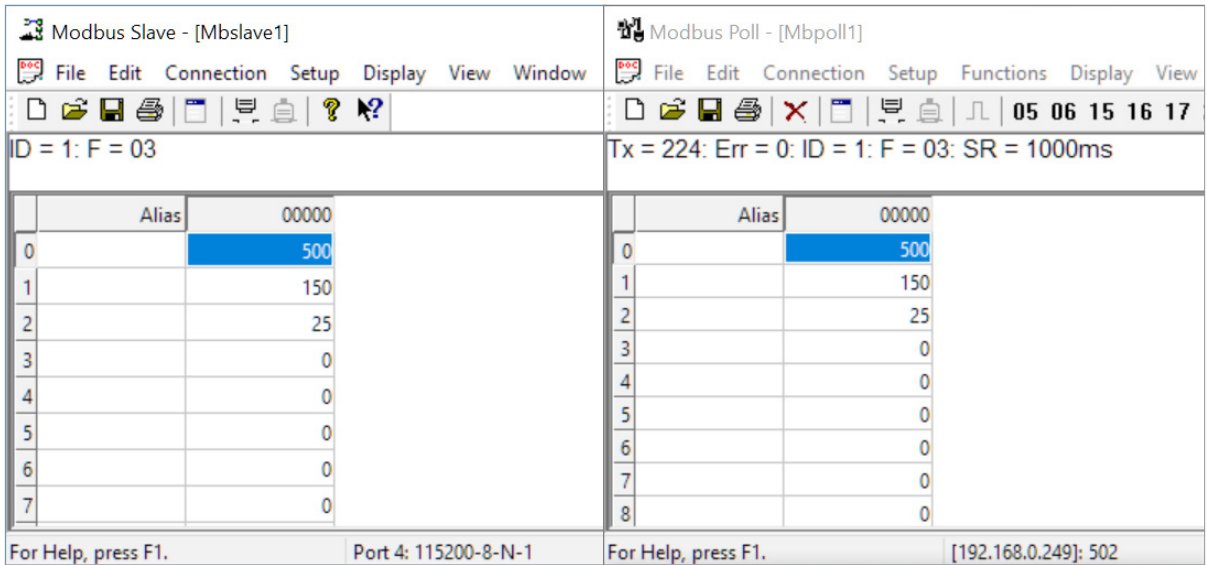 Modbus Slave - [Mbslave1]
File Edit Connection Setup Display View Window
ID = 1: F = 03
Alias 00000
0 500
1 150
2 25
3 0
4 0
5 0
6 0
7 0
For Help, press F1. Port 4: 115200-8-N-1
Modbus Poll - [Mbpoll1]
File Edit Connection Setup Functions Display View
05 06 15 16 17
Tx = 224: Err = 0: ID = 1: F = 03: SR = 1000ms
Alias 00000
0 500
1 150
2 25
3 0
4 0
5 0
6 0
7 0
8 0
For Help, press F1. [192.168.0.249]: 502